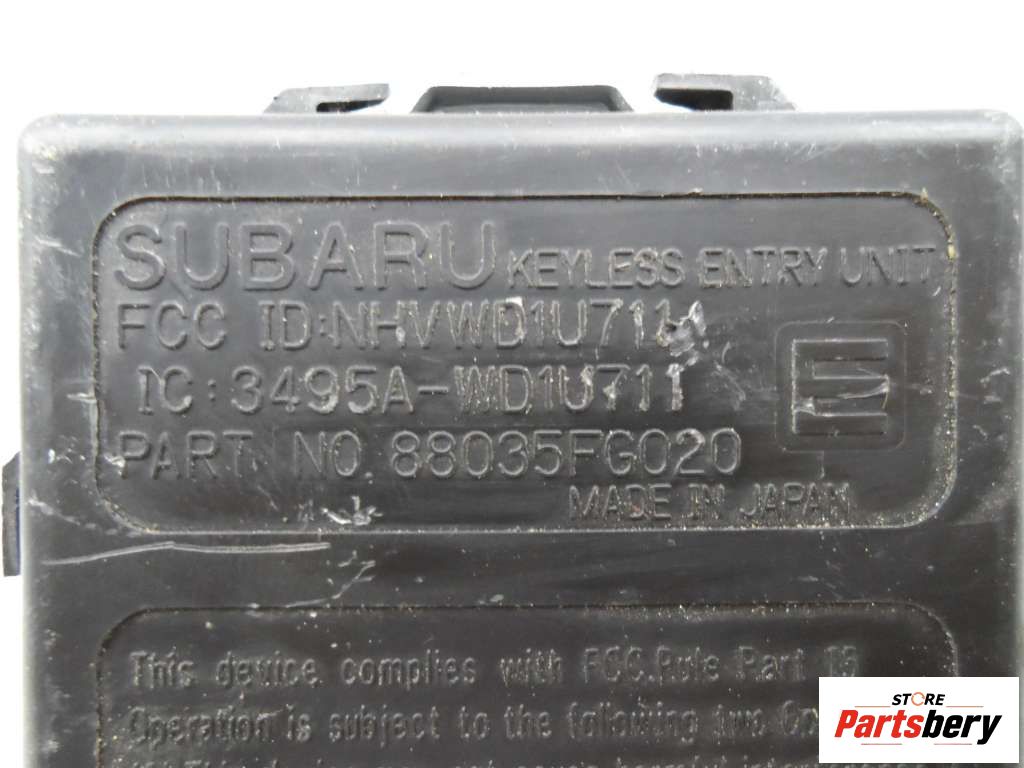 SUBARU KEYLESS ENTRY UNIT
FCC ID:NHVWD1U711
IC:3495A-WD1U711
PART NO. 88035FG020
MADE IN JAPAN
This device complies with FCC.Rule Part 15
Operation is subject to the following two
STORE
Partsbery